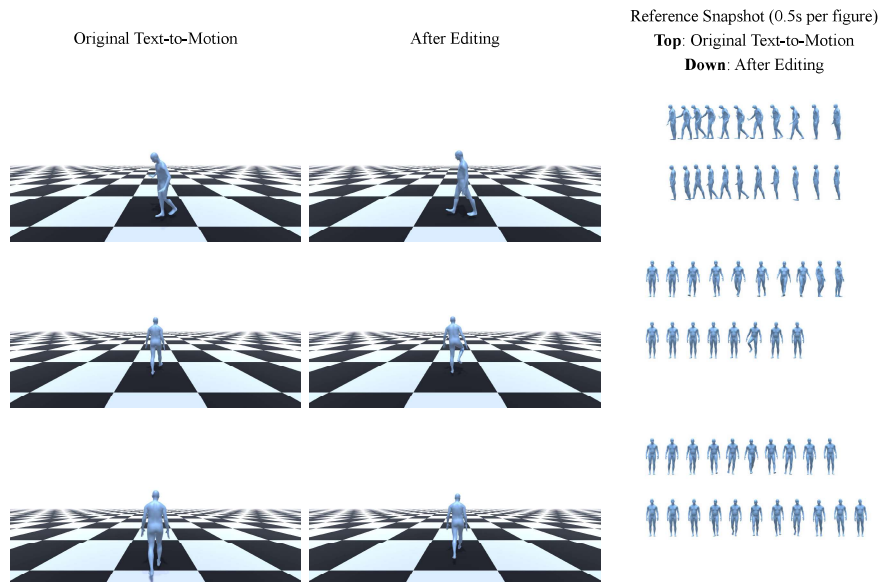 Original Text-to-Motion
After Editing
Reference Snapshot (0.5s per figure)
Top: Original Text-to-Motion
Down: After Editing